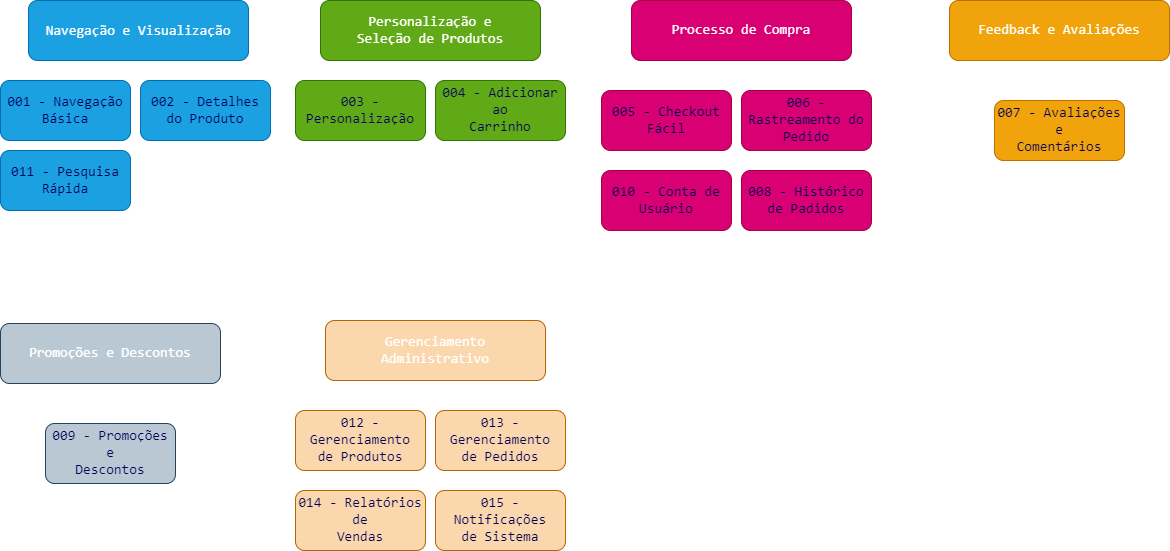 Navegação e Visualização
Personalização e
Seleção de Produtos
Processo de Compra
Feedback e Avaliações
001 - Navegação
Básica
002 - Detalhes
do Produto
011 - Pesquisa
Rápida
003 -
Personalização
004 - Adicionar
ao
Carrinho
005 - Checkout
Fácil
006 -
Rastreamento do
Pedido
010 - Conta de
Usuário
008 - Histórico
de Padidos
007 - Avaliações
e
Comentários
Promoções e Descontos
009 - Promoções
e
Descontos
Gerenciamento
Administrativo
012 -
Gerenciamento
de Produtos
013 -
Gerenciamento
de Pedidos
014 - Relatórios
de
Vendas
015 -
Notificações
de Sistema